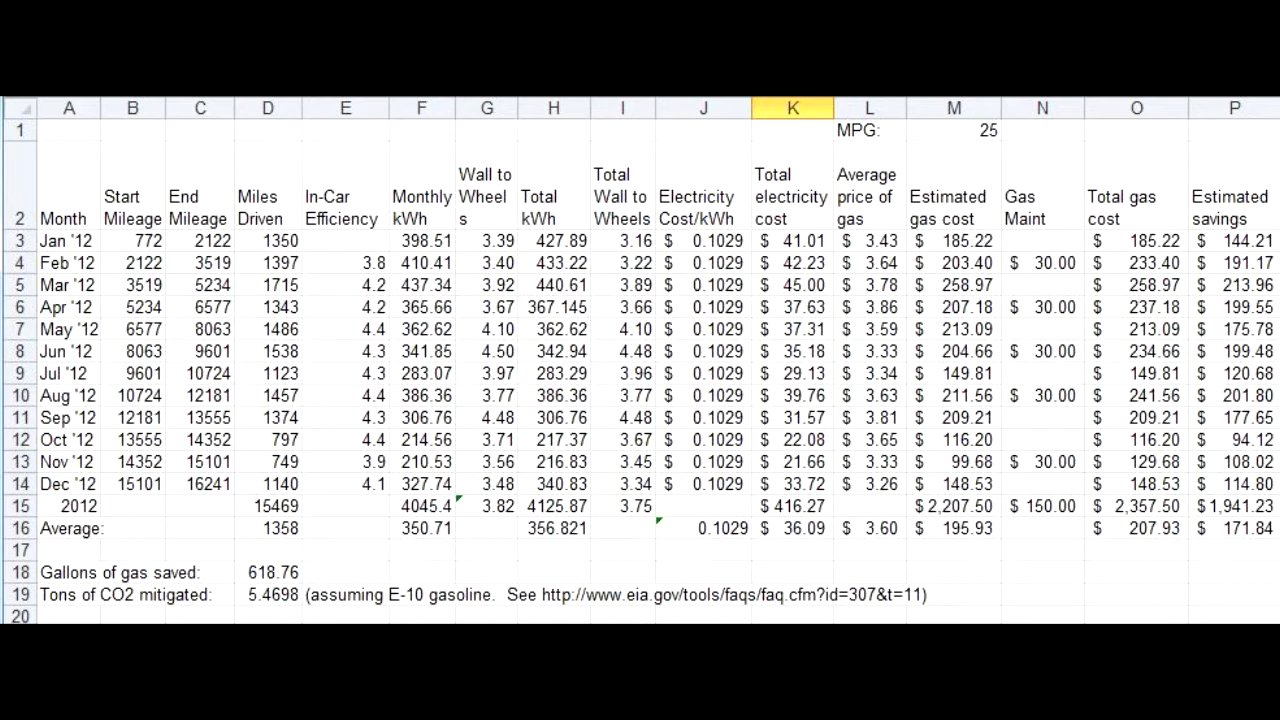 A B C D E F G H I J K L M N O P
1 MPG: 25
Wall to Total Total Average
Start End Miles In-Car Monthly Wheel Total Wall to Electricity electricity price of Estimated Gas Total gas Estimated
2 Month Mileage Mileage Driven Efficiency kWh s kWh Wheels Cost/kWh cost gas gas cost Maint cost savings
3 Jan '12 772 2122 1350 398.51 3.39 427.89 3.16 $ 0.1029 $ 41.01 $ 3.43 $ 185.22 $ 185.22 $ 144.21
4 Feb '12 2122 3519 1397 3.8 410.41 3.40 433.22 3.22 $ 0.1029 $ 42.23 $ 3.64 $ 203.40 $ 30.00 $ 233.40 $ 191.17
5 Mar '12 3519 5234 1715 4.2 437.34 3.92 440.61 3.89 $ 0.1029 $ 45.00 $ 3.78 $ 258.97 $ 258.97 $ 213.96
6 Apr '12 5234 6577 1343 4.2 365.66 3.67 367.145 3.66 $ 0.1029 $ 37.63 $ 3.86 $ 207.18 $ 30.00 $ 237.18 $ 199.55
7 May '12 6577 8063 1486 4.4 362.62 4.10 362.62 4.10 $ 0.1029 $ 37.31 $ 3.59 $ 213.09 $ 213.09 $ 175.78
8 Jun '12 8063 9601 1538 4.3 341.85 4.50 342.94 4.48 $ 0.1029 $ 35.18 $ 3.33 $ 204.66 $ 30.00 $ 234.66 $ 199.48
9 Jul '12 9601 10724 1123 4.3 283.07 3.97 283.29 3.96 $ 0.1029 $ 29.13 $ 3.34 $ 149.81 $ 149.81 $ 120.68
10 Aug '12 10724 12181 1457 4.4 386.36 3.77 386.36 3.77 $ 0.1029 $ 39.76 $ 3.63 $ 211.56 $ 30.00 $ 241.56 $ 201.80
11 Sep '12 12181 13555 1374 4.3 306.76 4.48 306.76 4.48 $ 0.1029 $ 31.57 $ 3.81 $ 209.21 $ 209.21 $ 177.65
12 Oct '12 13555 14352 797 4.4 214.56 3.71 217.37 3.67 $ 0.1029 $ 22.08 $ 3.65 $ 116.20 $ 116.20 $ 94.12
13 Nov '12 14352 15101 749 3.9 210.53 3.56 216.83 3.45 $ 0.1029 $ 21.66 $ 3.33 $ 99.68 $ 30.00 $ 129.68 $ 108.02
14 Dec '12 15101 16241 1140 4.1 327.74 3.48 340.83 3.34 $ 0.1029 $ 33.72 $ 3.26 $ 148.53 $ 148.53 $ 114.80
15 2012 15469 4045.4 3.82 4125.87 3.75 $ 416.27 $ 2,207.50 $ 150.00 $ 2,357.50 $ 1,941.23
16 Average: 1358 350.71 356.821 0.1029 $ 36.09 $ 3.60 $ 195.93 $ 207.93 $ 171.84
17
18 Gallons of gas saved: 618.76
19 Tons of CO2 mitigated: 5.4698 (assuming E-10 gasoline. See http://www.eia.gov/tools/faqs/faq.cfm?id=307&t=11)
20